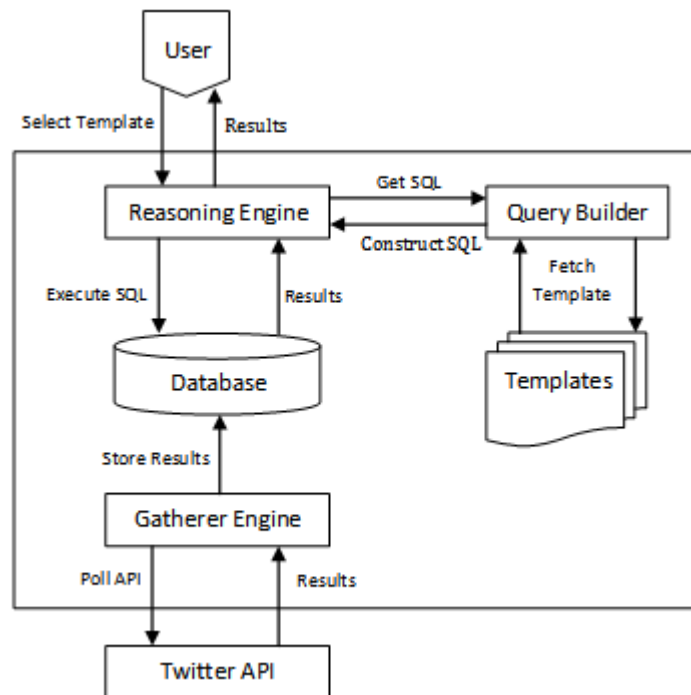 User
Select Template
Results
Get SQL
Reasoning Engine
Query Builder
Construct SQL
Fetch
Template
Execute SQL
Results
Database
Templates
Store Results
Gatherer Engine
Poll API
Results
Twitter API